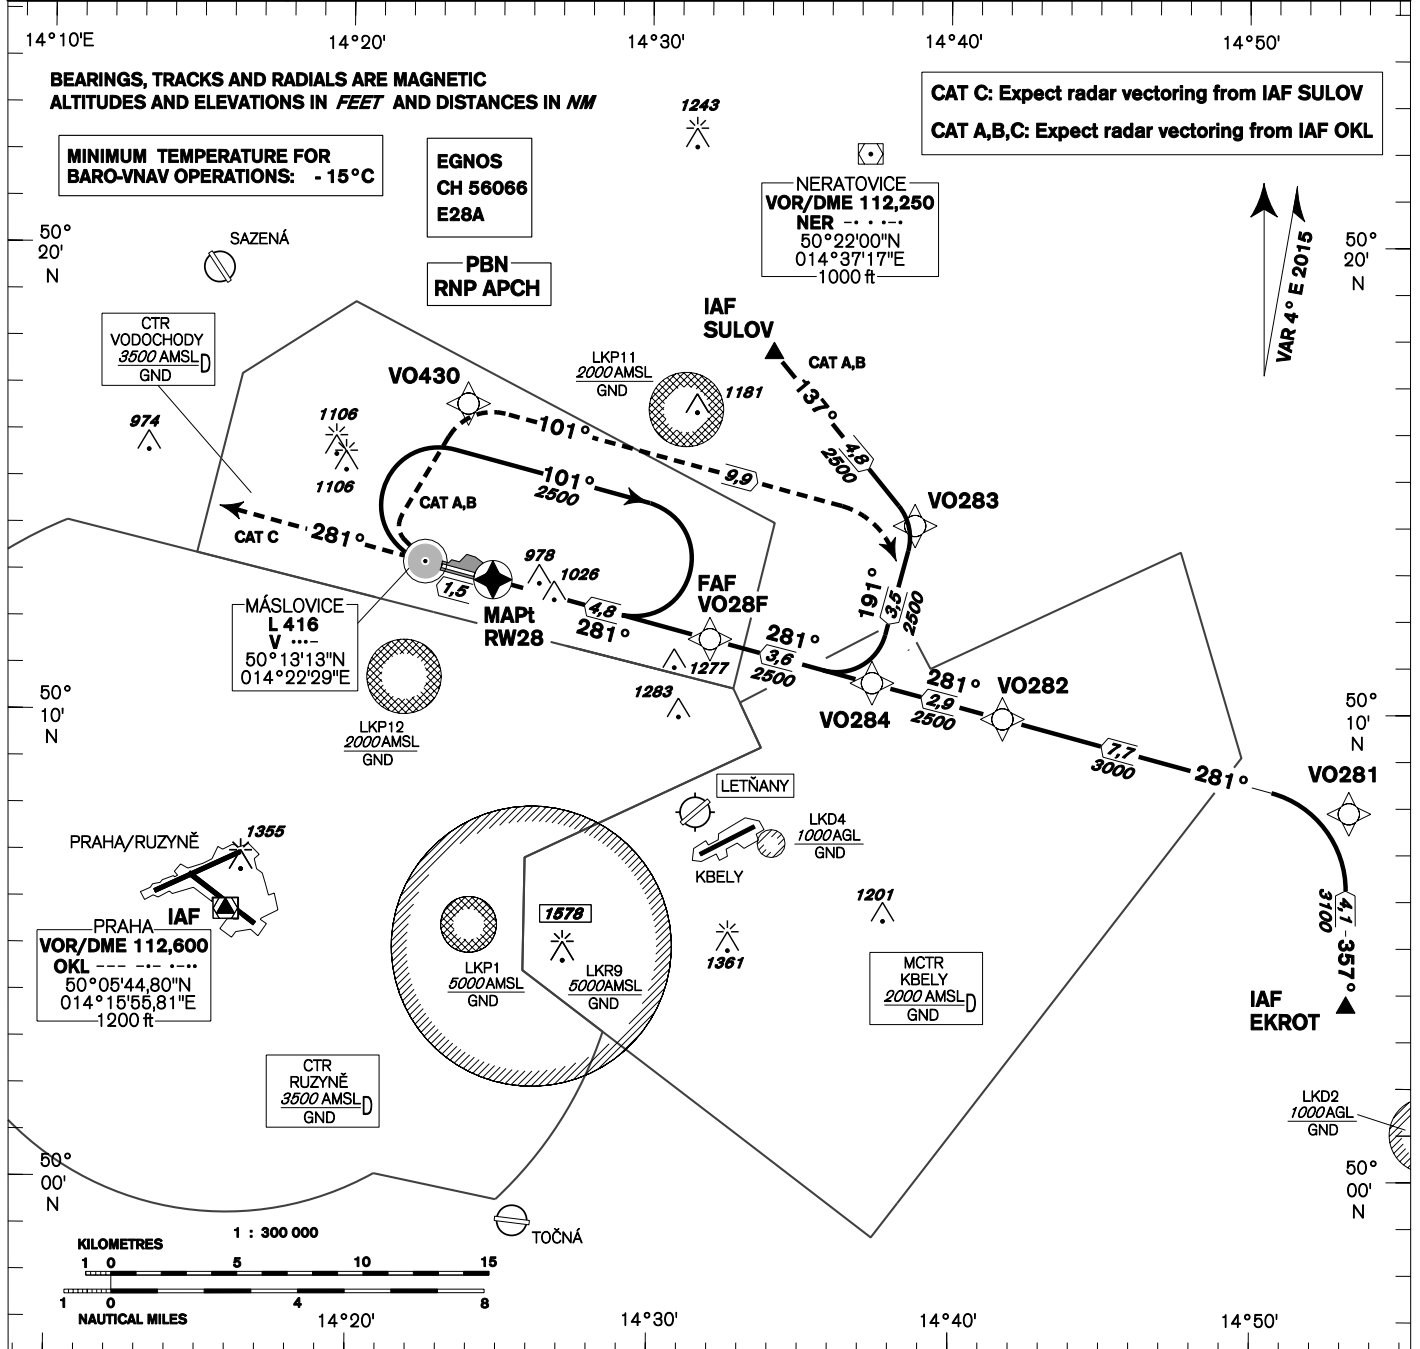 14°10'E
14°20'
14°30'
14°40'
14°50'
BEARINGS, TRACKS AND RADIALS ARE MAGNETIC
ALTITUDES AND ELEVATIONS IN FEET AND DISTANCES IN NM
CAT C: Expect radar vectoring from IAF SULOV
CAT A,B,C: Expect radar vectoring from IAF OKL
MINIMUM TEMPERATURE FOR
BARO-VNAV OPERATIONS: - 15°C
EGNOS
CH 56066
E28A
PBN
RNP APCH
1243
NERATOVICE
VOR/DME 112,250
NER
50°22'00"N
014°37'17"E
1000 ft
VAR 4° E 2015
50°
20'
N
50°
20'
N
SAZENÁ
CTR
VODOCHODY
3500 AMSL
GND
D
IAF
SULOV
CAT A,B
137°
4,8
2500
LKP11
2000 AMSL
GND
1181
VO430
974
1106
1106
101°
9,9
101°
2500
CAT A,B
VO283
CAT C
281°
978
1026
1,5
MAPt
RW28
4,8
281°
FAF
VO28F
281°
3,6
2500
191°
3,5
2500
MÁSLOVICE
L 416
V
50°13'13"N
014°22'29"E
1277
1283
281°
2,9
2500
VO282
VO284
LKP12
2000 AMSL
GND
50°
10'
N
50°
10'
N
7,7
3000
281°
VO281
LETŇANY
LKD4
1000 AGL
GND
KBELY
PRAHA/RUZYNĚ
1355
IAF
PRAHA
VOR/DME 112,600
OKL
50°05'44,80"N
014°15'55,81"E
1200 ft
1578
LKP1
5000 AMSL
GND
LKR9
5000 AMSL
GND
1201
1361
MCTR
KBELY
2000 AMSL
GND
D
4,1
3100
357°
IAF
EKROT
CTR
RUZYNĚ
3500 AMSL
GND
D
LKD2
1000 AGL
GND
50°
00'
N
50°
00'
N
TOČNÁ
1 : 300 000
KILOMETRES
1 0 5 10 15
1 0 4 8
NAUTICAL MILES
14°20'
14°30'
14°40'
14°50'